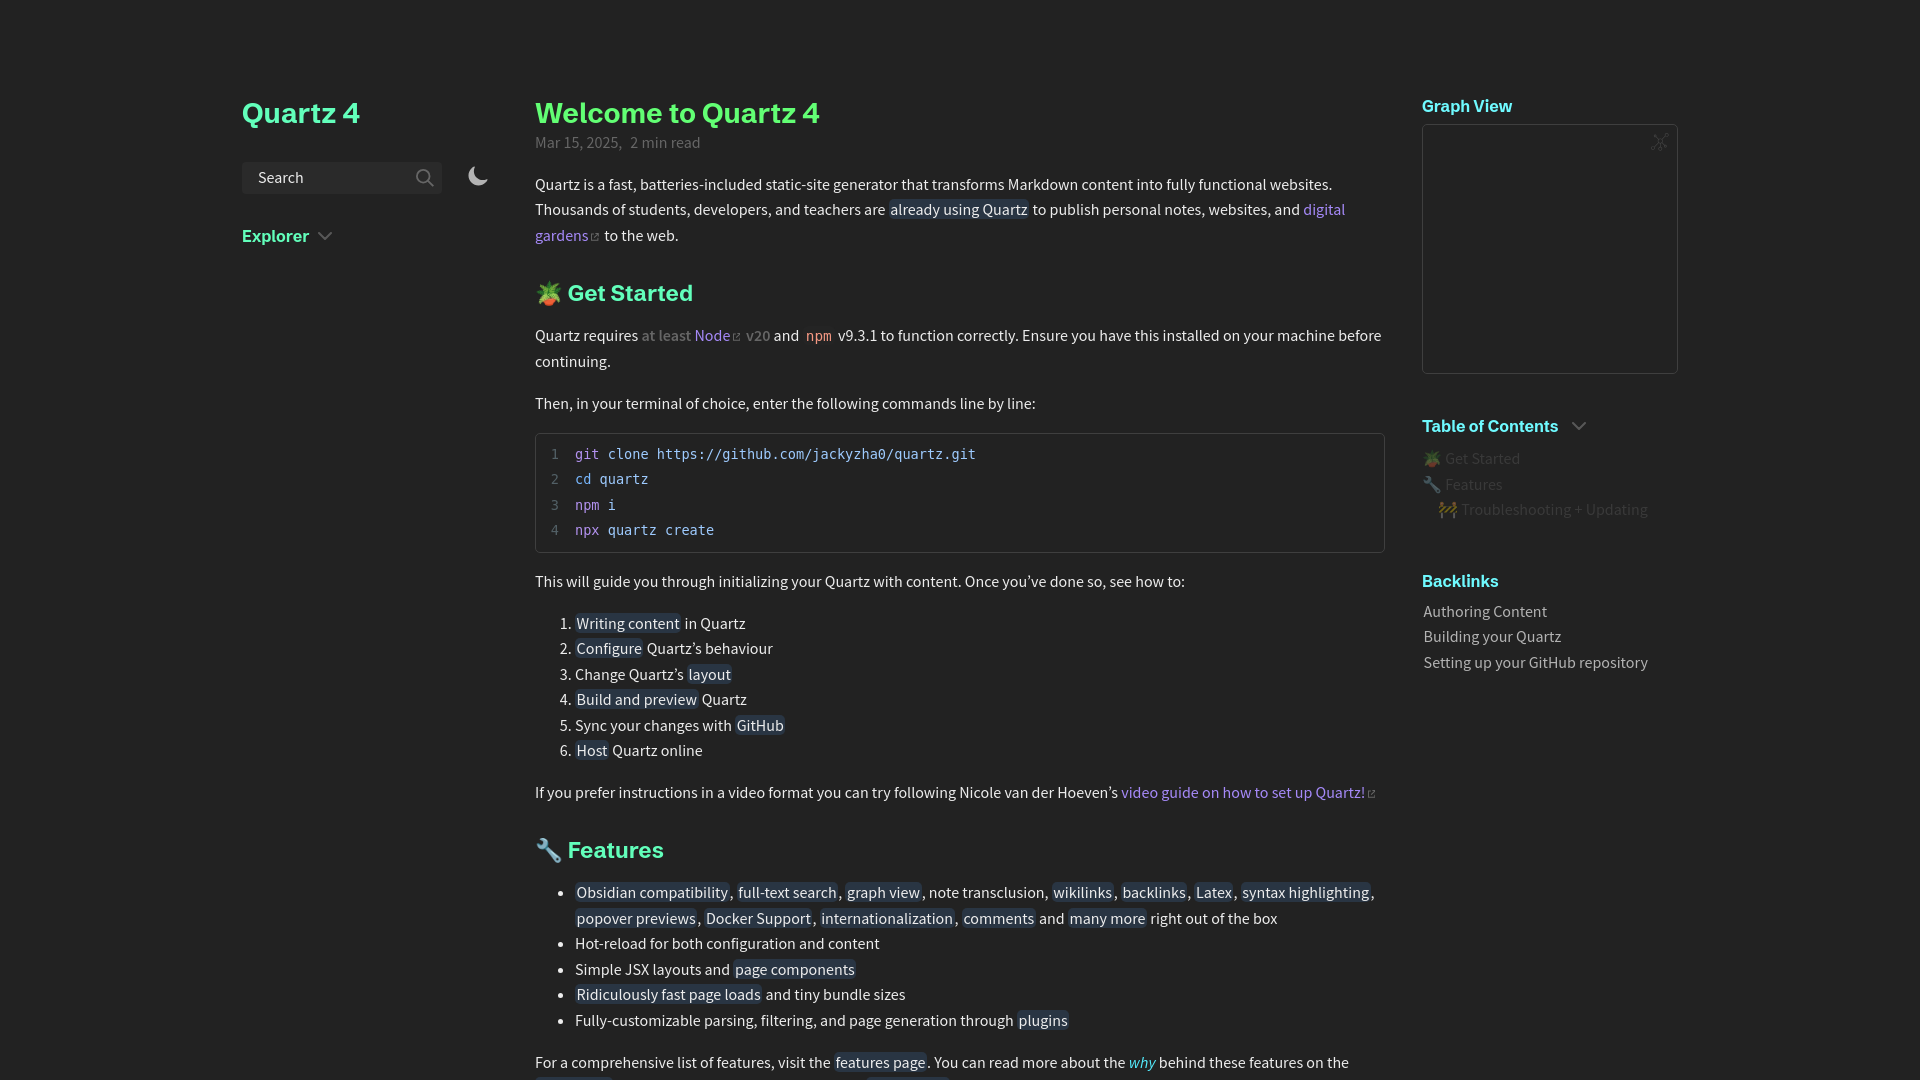 Quartz 4
Search
Explorer
Welcome to Quartz 4
Mar 15, 2025, 2 min read
Quartz is a fast, batteries-included static-site generator that transforms Markdown content into fully functional websites.
Thousands of students, developers, and teachers are already using Quartz to publish personal notes, websites, and digital
gardens to the web.
🪴 Get Started
Quartz requires at least Node v20 and npm v9.3.1 to function correctly. Ensure you have this installed on your machine before
continuing.
Then, in your terminal of choice, enter the following commands line by line:
1 git clone https://github.com/jackyzha0/quartz.git
2 cd quartz
3 npm i
4 npx quartz create
This will guide you through initializing your Quartz with content. Once you’ve done so, see how to:
1. Writing content in Quartz
2. Configure Quartz’s behaviour
3. Change Quartz’s layout
4. Build and preview Quartz
5. Sync your changes with GitHub
6. Host Quartz online
If you prefer instructions in a video format you can try following Nicole van der Hoeven’s video guide on how to set up Quartz!
🔧 Features
• Obsidian compatibility, full-text search, graph view, note transclusion, wikilinks, backlinks, Latex, syntax highlighting,
popover previews, Docker Support, internationalization, comments and many more right out of the box
• Hot-reload for both configuration and content
• Simple JSX layouts and page components
• Ridiculously fast page loads and tiny bundle sizes
• Fully-customizable parsing, filtering, and page generation through plugins
For a comprehensive list of features, visit the features page. You can read more about the why behind these features on the
Graph View
Table of Contents
🪴 Get Started
🔧 Features
🚧 Troubleshooting + Updating
Backlinks
Authoring Content
Building your Quartz
Setting up your GitHub repository